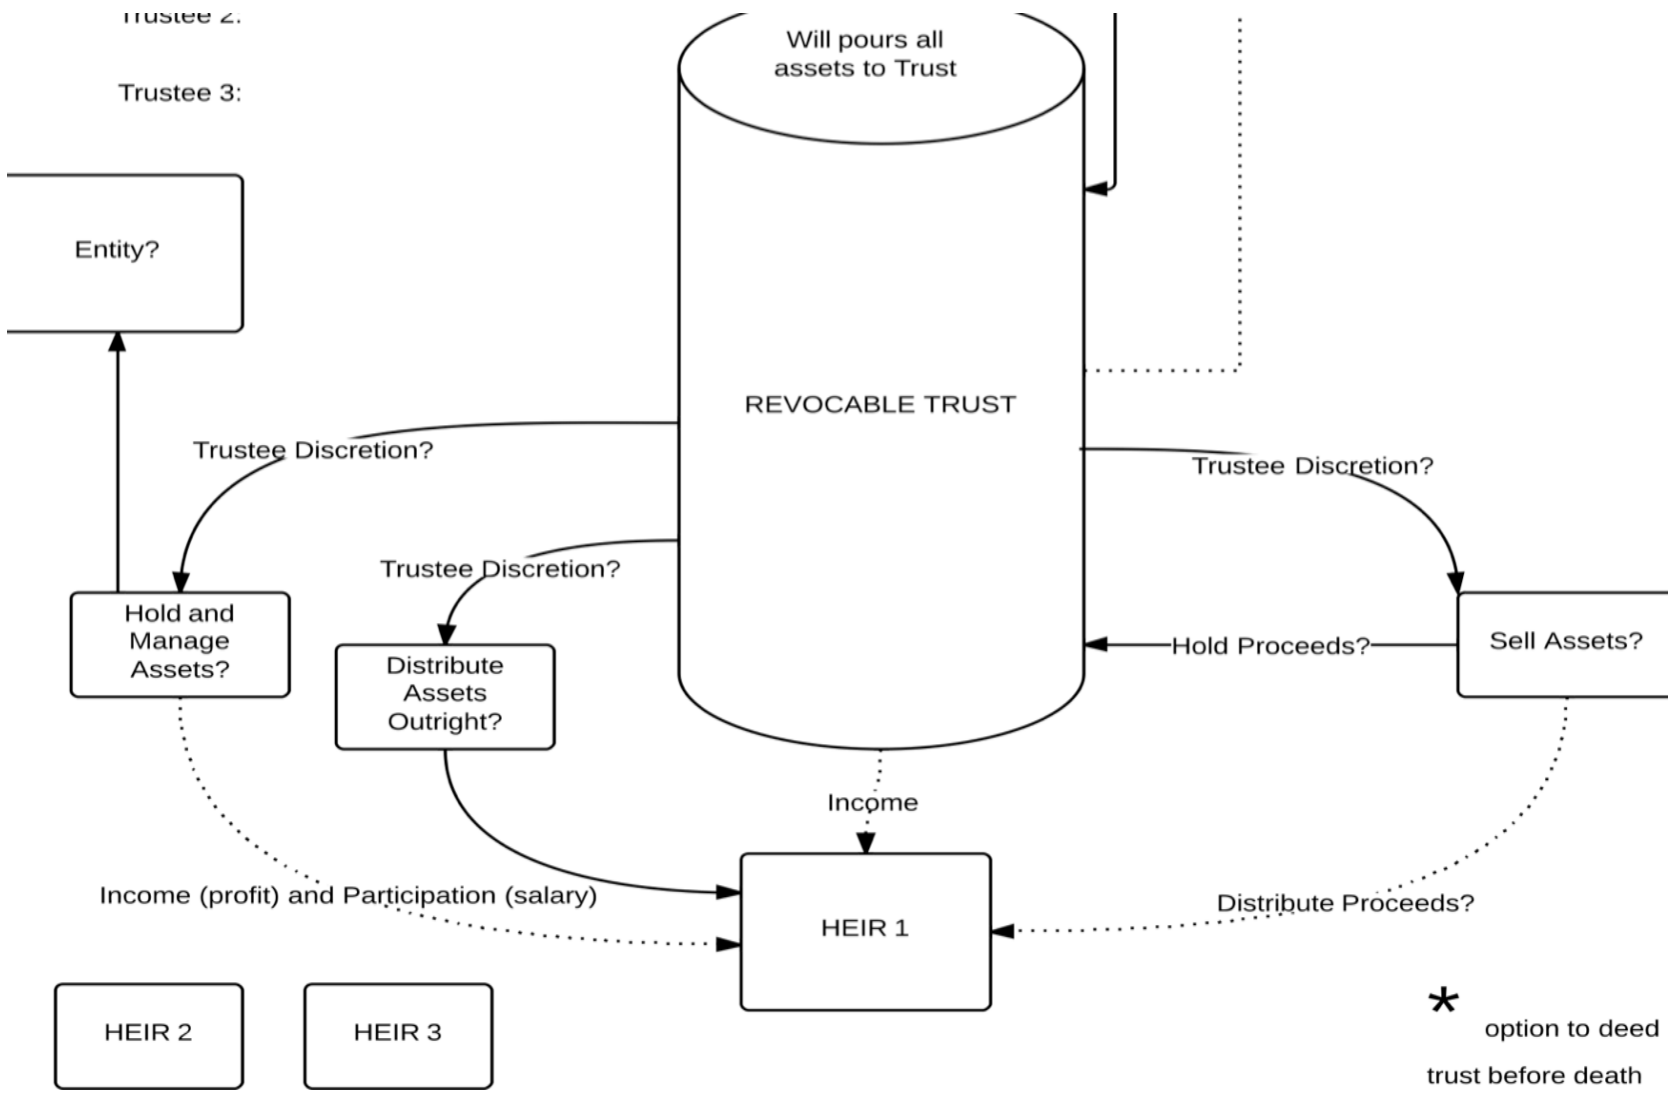 Trustee 2:
Will pours all
assets to Trust
Trustee 3:
Entity?
REVOCABLE TRUST
Trustee Discretion?
Trustee Discretion?
Trustee Discretion?
Hold and
Manage
Assets?
Distribute
Assets
Outright?
Hold Proceeds?
Sell Assets?
Income
Income (profit) and Participation (salary)
Distribute Proceeds?
HEIR 1
HEIR 2
HEIR 3
*
option to deed
trust before death